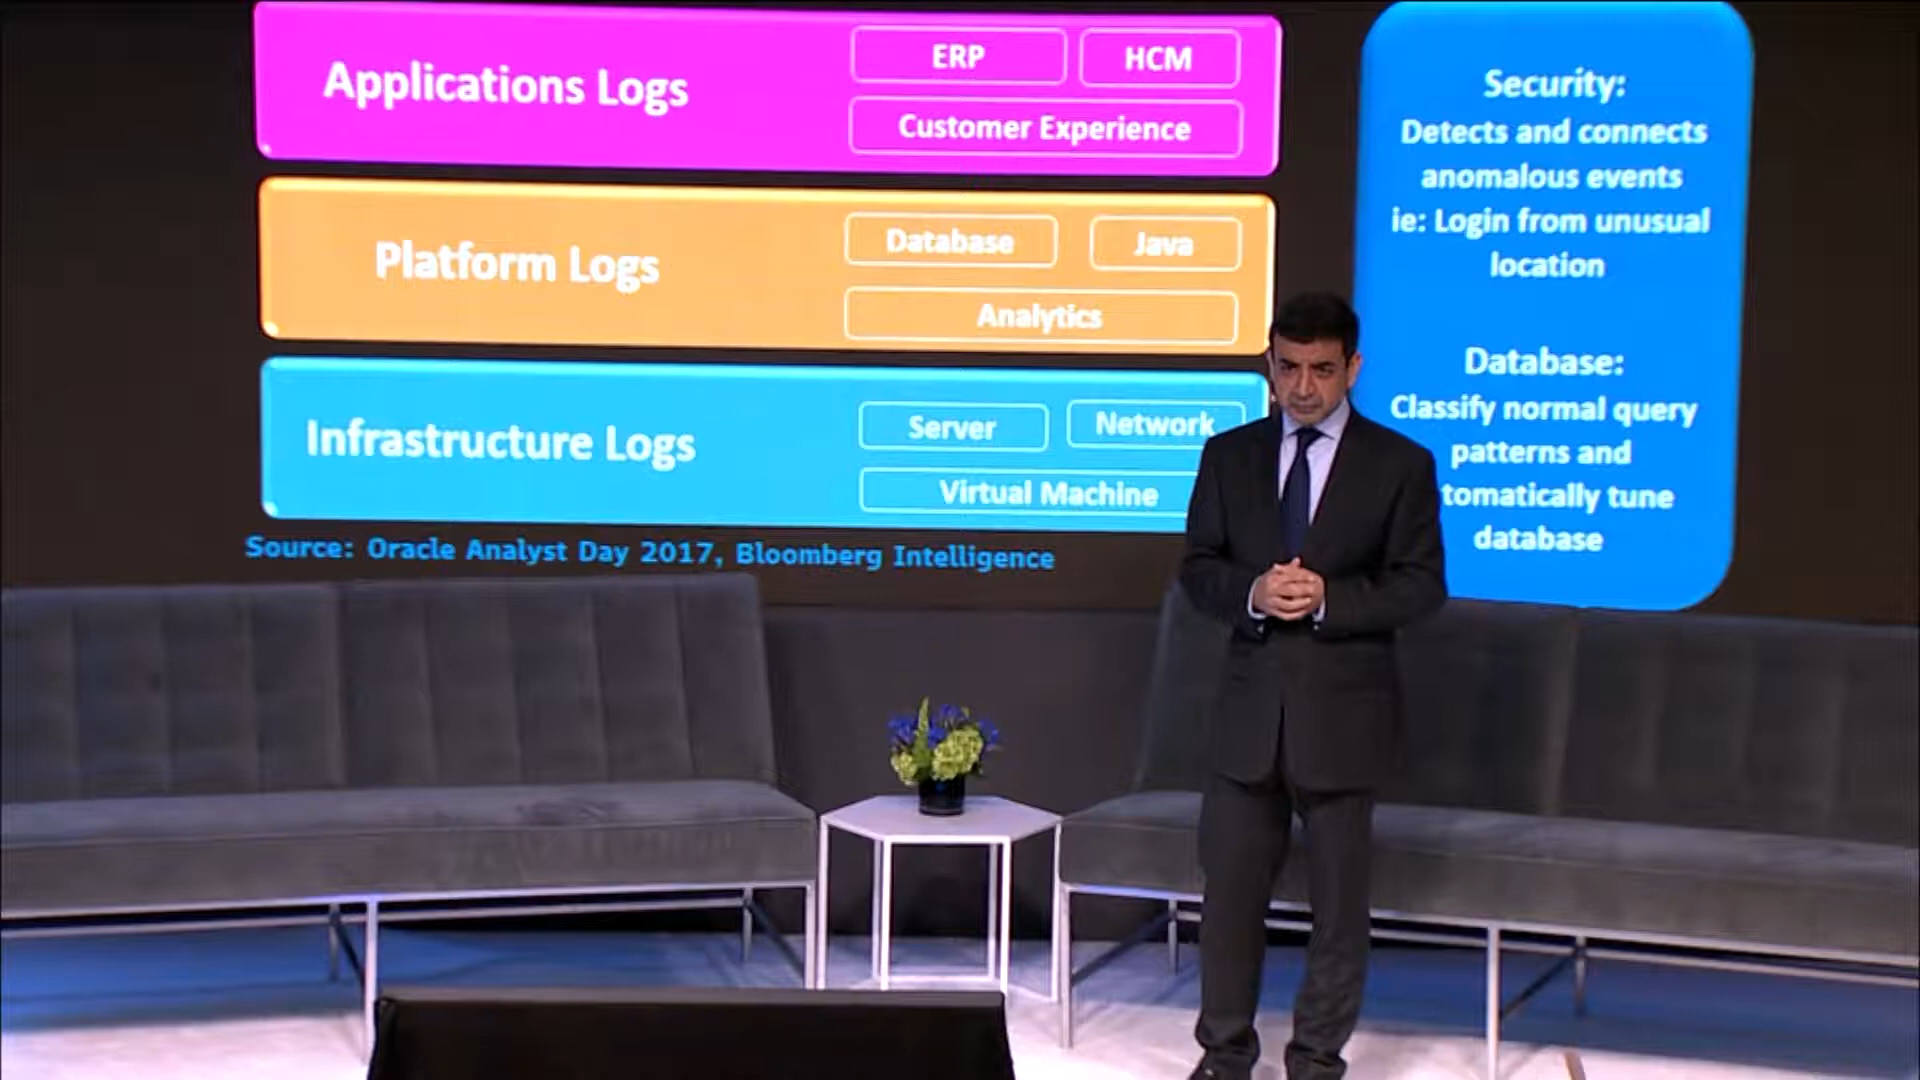 Applications Logs
ERP
HCM
Customer Experience
Platform Logs
Database
Java
Analytics
Infrastructure Logs
Server
Network
Virtual Machine
Source: Oracle Analyst Day 2017, Bloomberg Intelligence
Security:
Detects and connects
anomalous events
ie: Login from unusual
location
Database:
Classify normal query
patterns and
tomatically tune
database